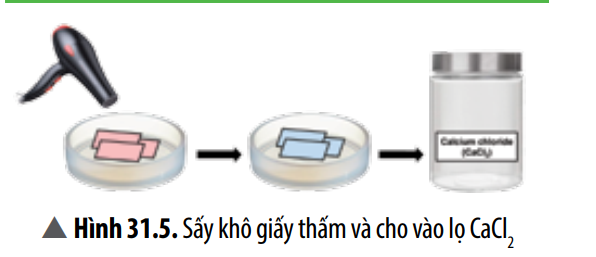 Calcium chloride
(CaCl₂)
▲ Hình 31.5. Sấy khô giấy thấm và cho vào lọ CaCl₂